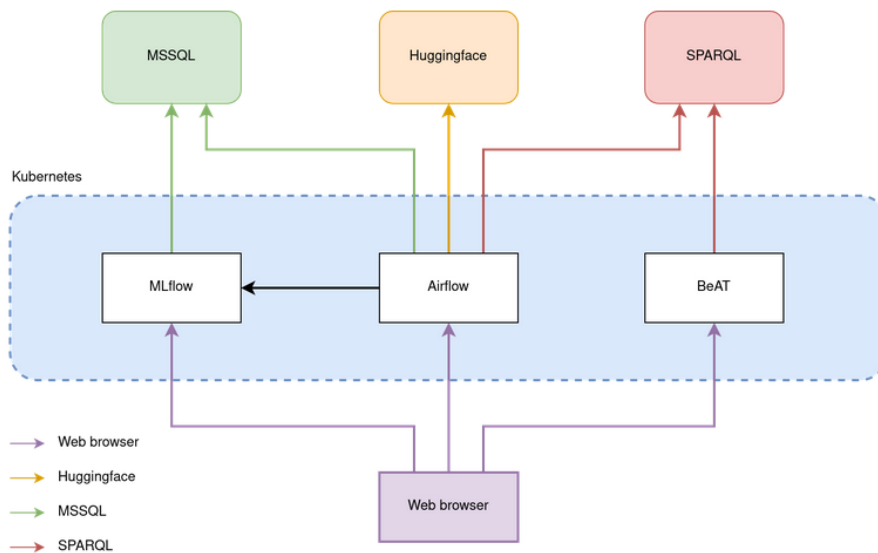 MSSQL
Huggingface
SPARQL
Kubernetes
MLflow
Airflow
BeAT
Web browser
Huggingface
MSSQL
SPARQL
Web browser